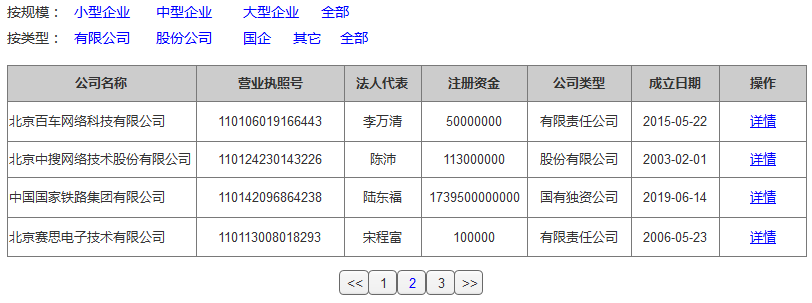 按规模： 小型企业 中型企业 大型企业 全部
按类型： 有限公司 股份公司 国企 其它 全部
公司名称 营业执照号 法人代表 注册资金 公司类型 成立日期 操作
北京百车网络科技有限公司 110106019166443 李万清 50000000 有限责任公司 2015-05-22 详情
北京中搜网络技术股份有限公司 110124230143226 陈沛 113000000 股份有限公司 2003-02-01 详情
中国国家铁路集团有限公司 110142096864238 陆东福 1739500000000 国有独资公司 2019-06-14 详情
北京赛思电子技术有限公司 110113008018293 宋程富 100000 有限责任公司 2006-05-23 详情
<< 1 2 3 >>